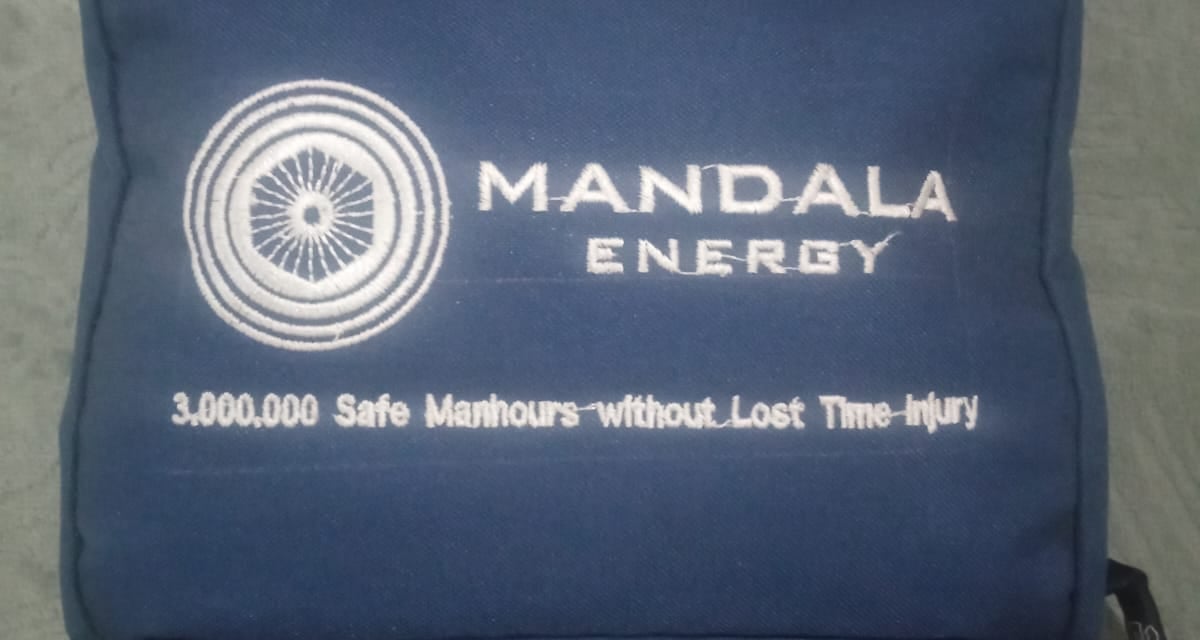 MANDALA
ENERGY
3.000.000 Safe Manhours without Lost Time Injury